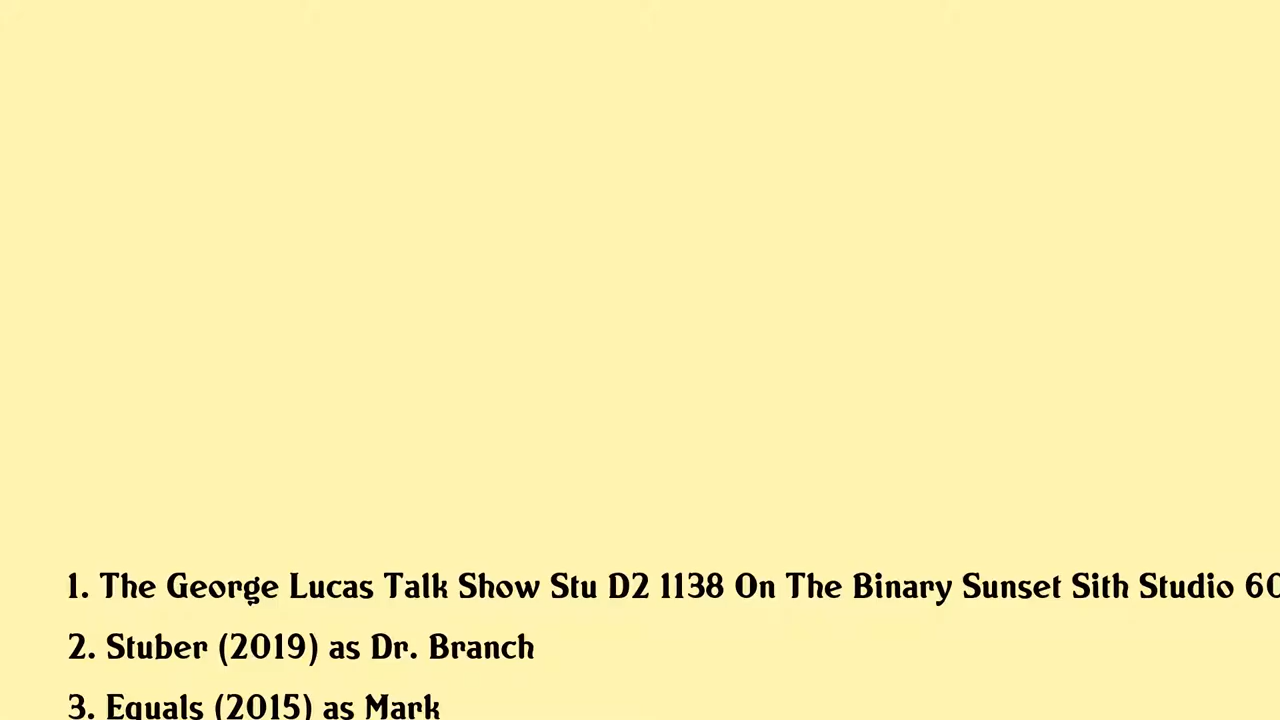 1. The George Lucas Talk Show Stu D2 1138 On The Binary Sunset Sith Studio 60
2. Stuber (2019) as Dr. Branch
3. Equals (2015) as Mark